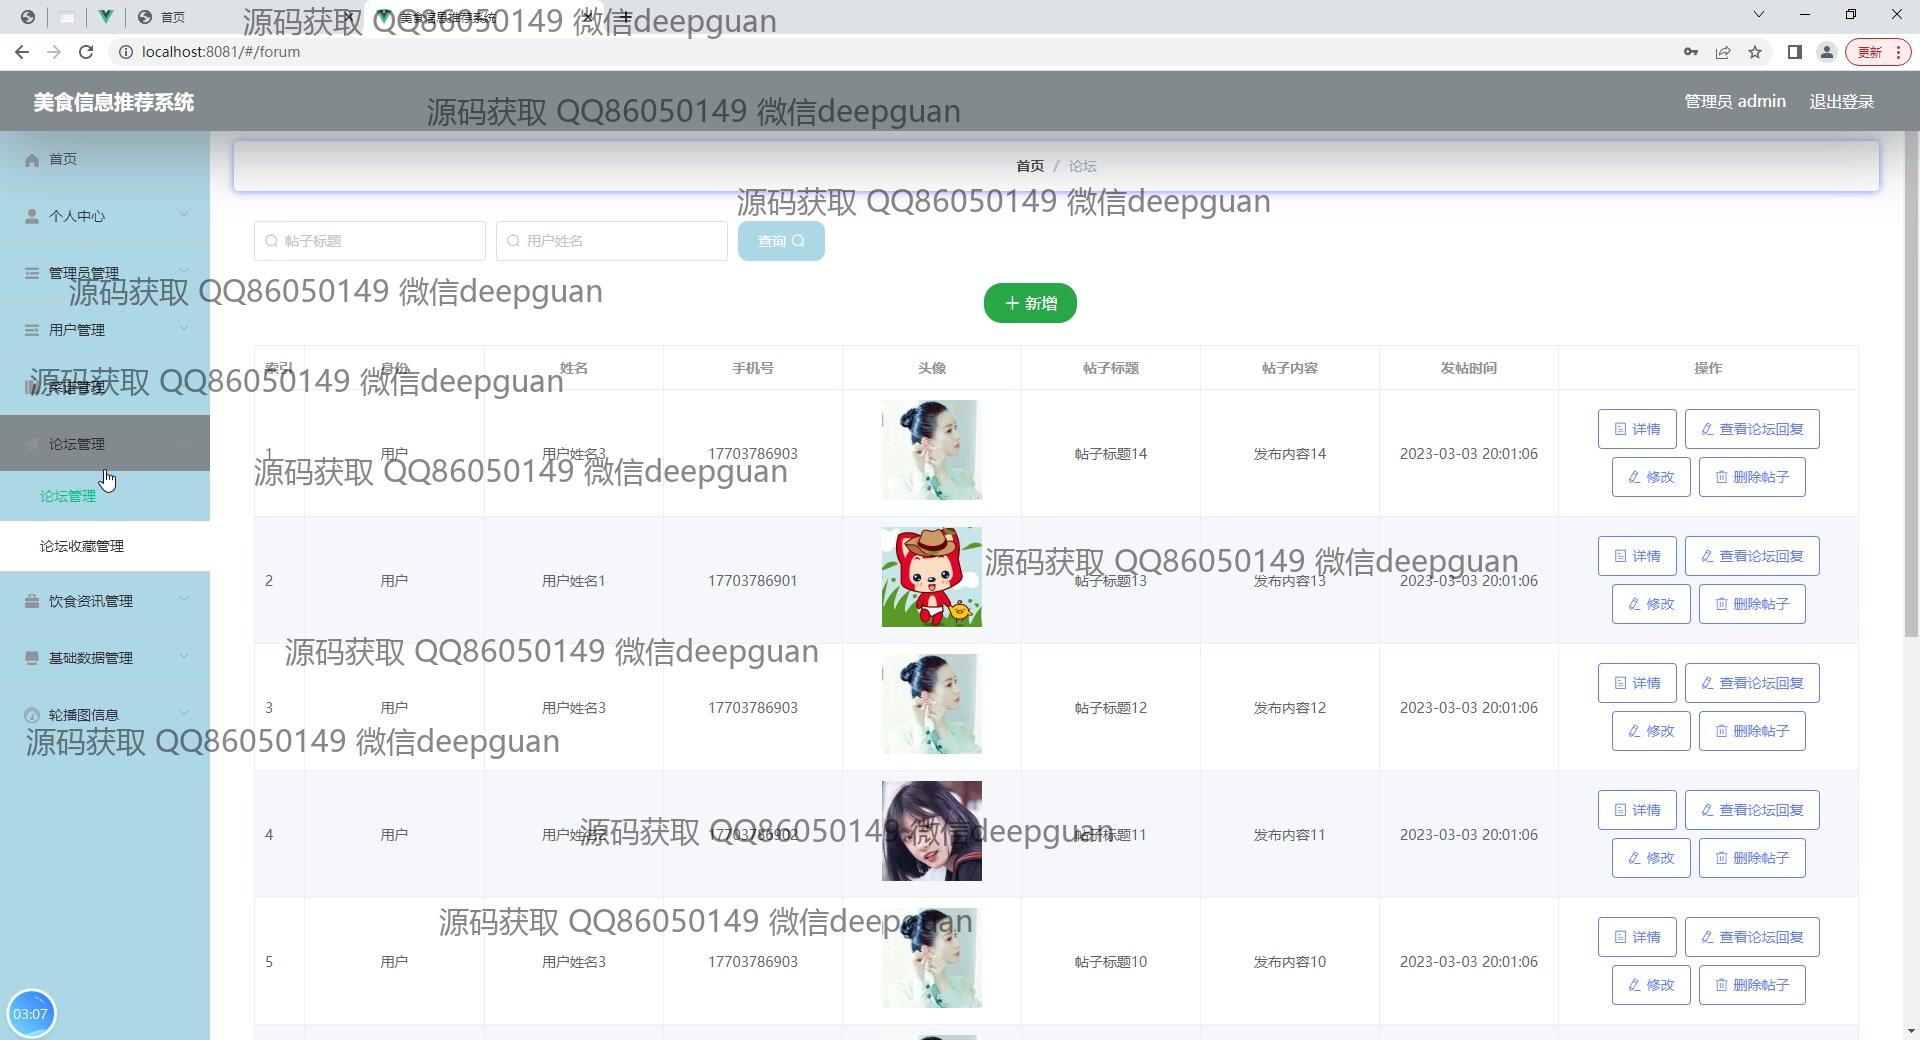 首页
美食信息推荐系统
源码获取 QQ86050149 微信deepguan
localhost:8081/#/forum
更新
美食信息推荐系统
源码获取 QQ86050149 微信deepguan
管理员 admin
退出登录
首页
首页 / 论坛
个人中心
源码获取 QQ86050149 微信deepguan
帖子标题
用户姓名
查询
管理员管理
源码获取 QQ86050149 微信deepguan
新增
用户管理
索引 身份 姓名 手机号 头像 帖子标题 帖子内容 发帖时间 操作
源码获取 QQ86050149 微信deepguan
菜谱管理
论坛管理
论坛管理
论坛收藏管理
饮食资讯管理
基础数据管理
轮播图信息
1 用户 用户姓名3 17703786903 帖子标题14 发布内容14 2023-03-03 20:01:06
详情 查看论坛回复
修改 删除帖子
源码获取 QQ86050149 微信deepguan
2 用户 用户姓名1 17703786901 帖子标题13 发布内容13 2023-03-03 20:01:06
详情 查看论坛回复
修改 删除帖子
源码获取 QQ86050149 微信deepguan
源码获取 QQ86050149 微信deepguan
3 用户 用户姓名3 17703786903 帖子标题12 发布内容12 2023-03-03 20:01:06
详情 查看论坛回复
修改 删除帖子
源码获取 QQ86050149 微信deepguan
4 用户 用户姓名2 17703786902 帖子标题11 发布内容11 2023-03-03 20:01:06
详情 查看论坛回复
修改 删除帖子
源码获取 QQ86050149 微信deepguan
源码获取 QQ86050149 微信deepguan
5 用户 用户姓名3 17703786903 帖子标题10 发布内容10 2023-03-03 20:01:06
详情 查看论坛回复
修改 删除帖子
03:07